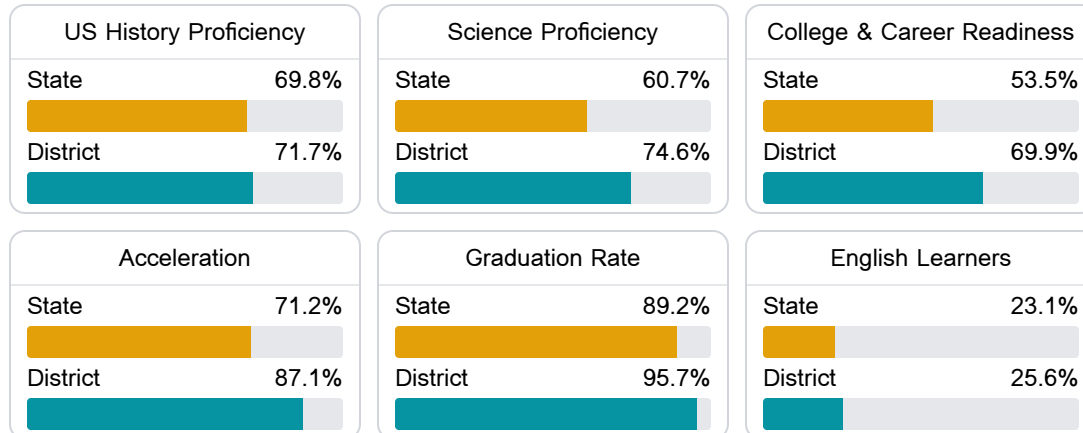 US History Proficiency
State 69.8%
District 71.7%
Science Proficiency
State 60.7%
District 74.6%
College & Career Readiness
State 53.5%
District 69.9%
Acceleration
State 71.2%
District 87.1%
Graduation Rate
State 89.2%
District 95.7%
English Learners
State 23.1%
District 25.6%